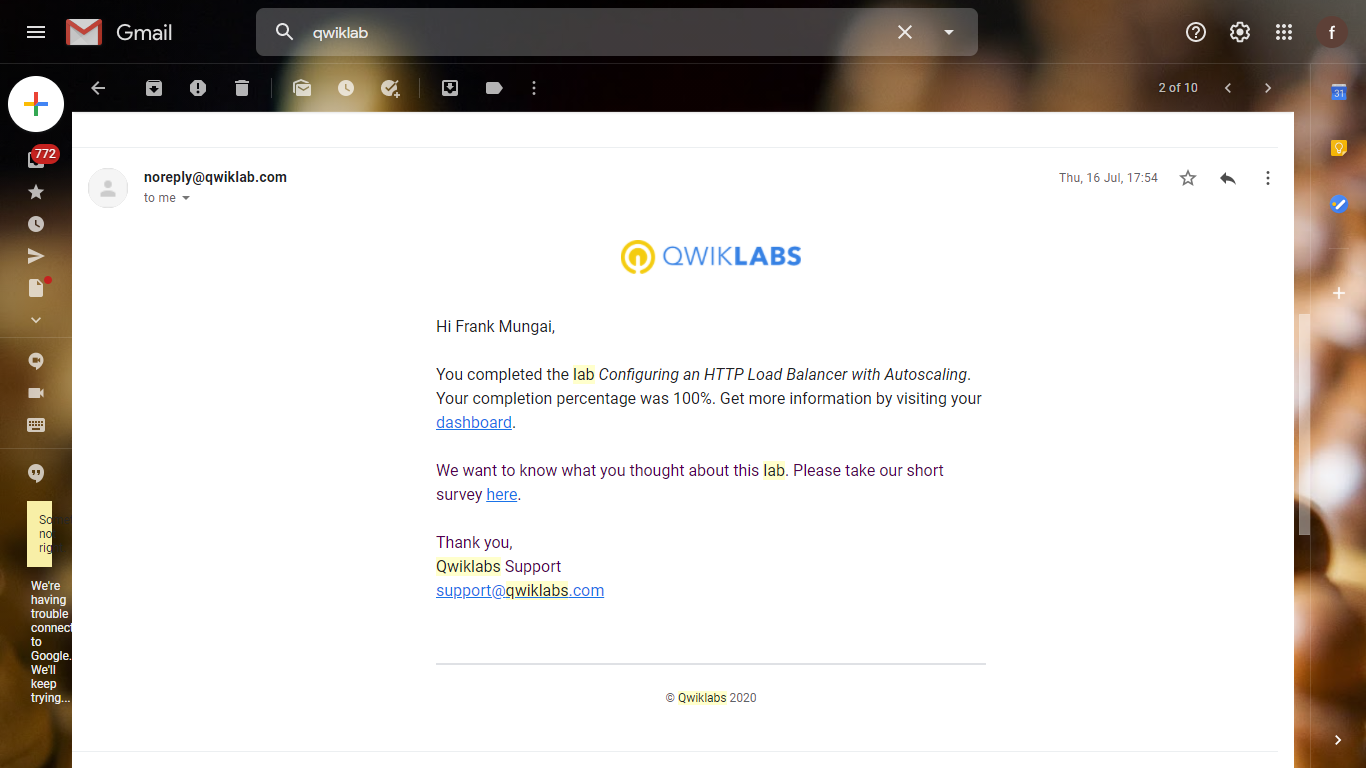 Gmail
qwiklab
f
2 of 10
31
772
noreply@qwiklab.com
Thu, 16 Jul, 17:54
to me
QWIKLABS
Hi Frank Mungai,
You completed the lab Configuring an HTTP Load Balancer with Autoscaling.
Your completion percentage was 100%. Get more information by visiting your
dashboard.
We want to know what you thought about this lab. Please take our short
survey here.
Thank you,
Qwiklabs Support
support@qwiklabs.com
© Qwiklabs 2020
So
no
rig
We're
having
trouble
connect
to
Google.
We'll
keep
trying...